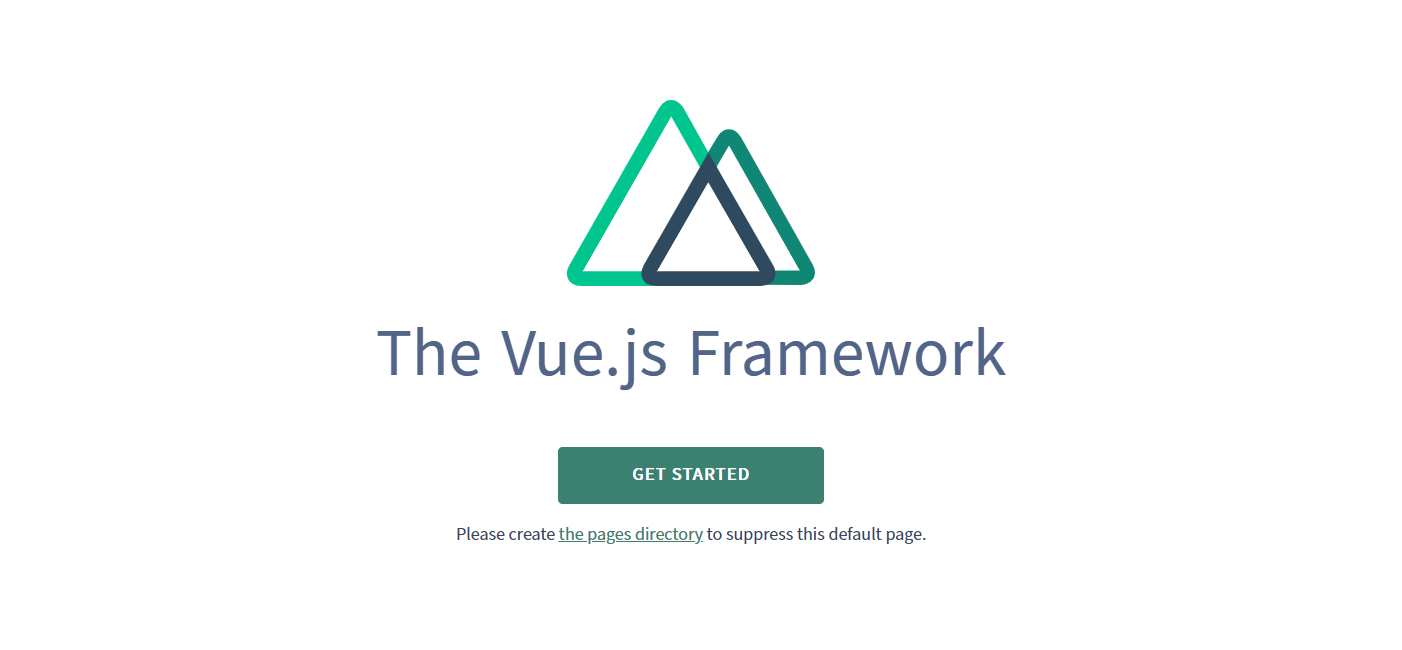 The Vue.js Framework
GET STARTED
Please create the pages directory to suppress this default page.